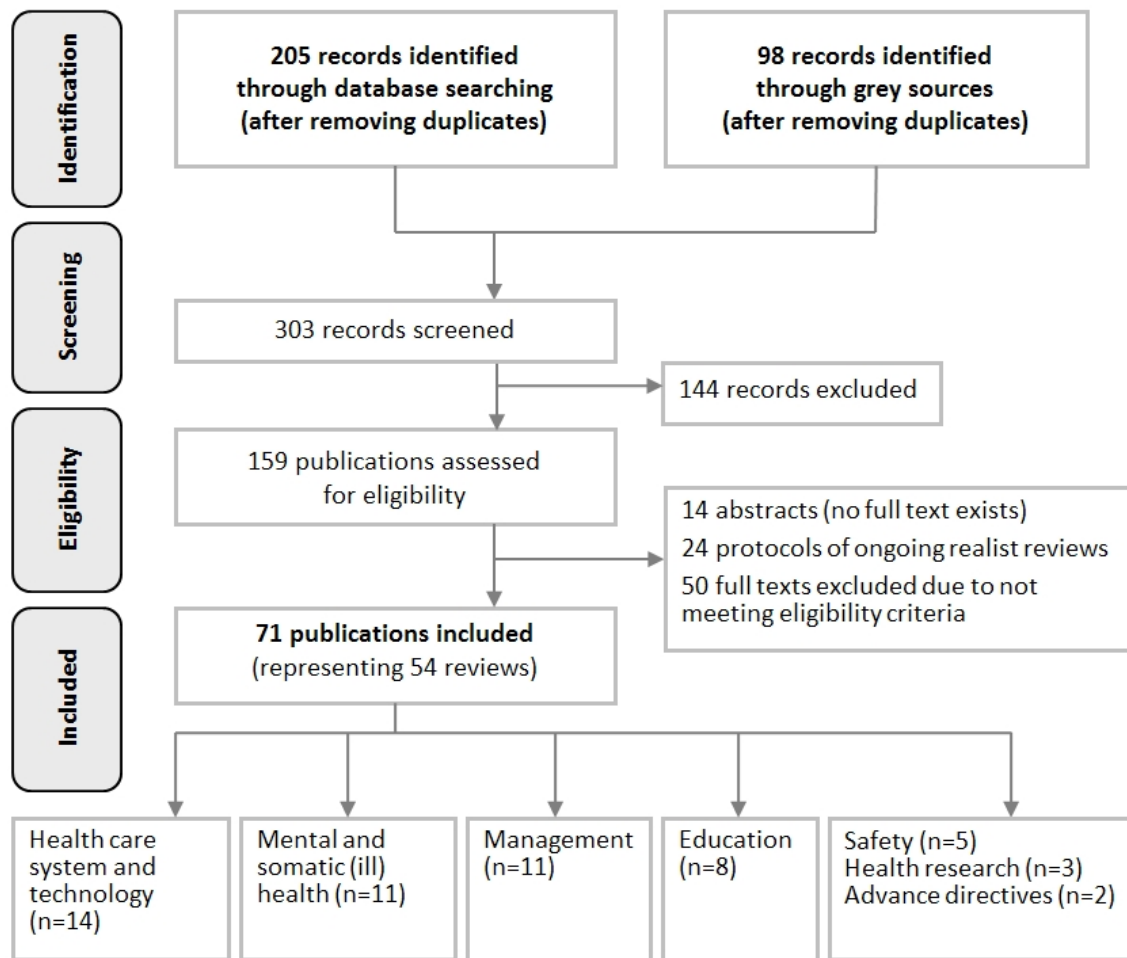 Identification
205 records identified
through database searching
(after removing duplicates)
98 records identified
through grey sources
(after removing duplicates)
Screening
303 records screened
144 records excluded
Eligibility
159 publications assessed
for eligibility
14 abstracts (no full text exists)
24 protocols of ongoing realist reviews
50 full texts excluded due to not
meeting eligibility criteria
Included
71 publications included
(representing 54 reviews)
Health care
system and
technology
(n=14)
Mental and
somatic (ill)
health (n=11)
Management
(n=11)
Education
(n=8)
Safety (n=5)
Health research (n=3)
Advance directives (n=2)